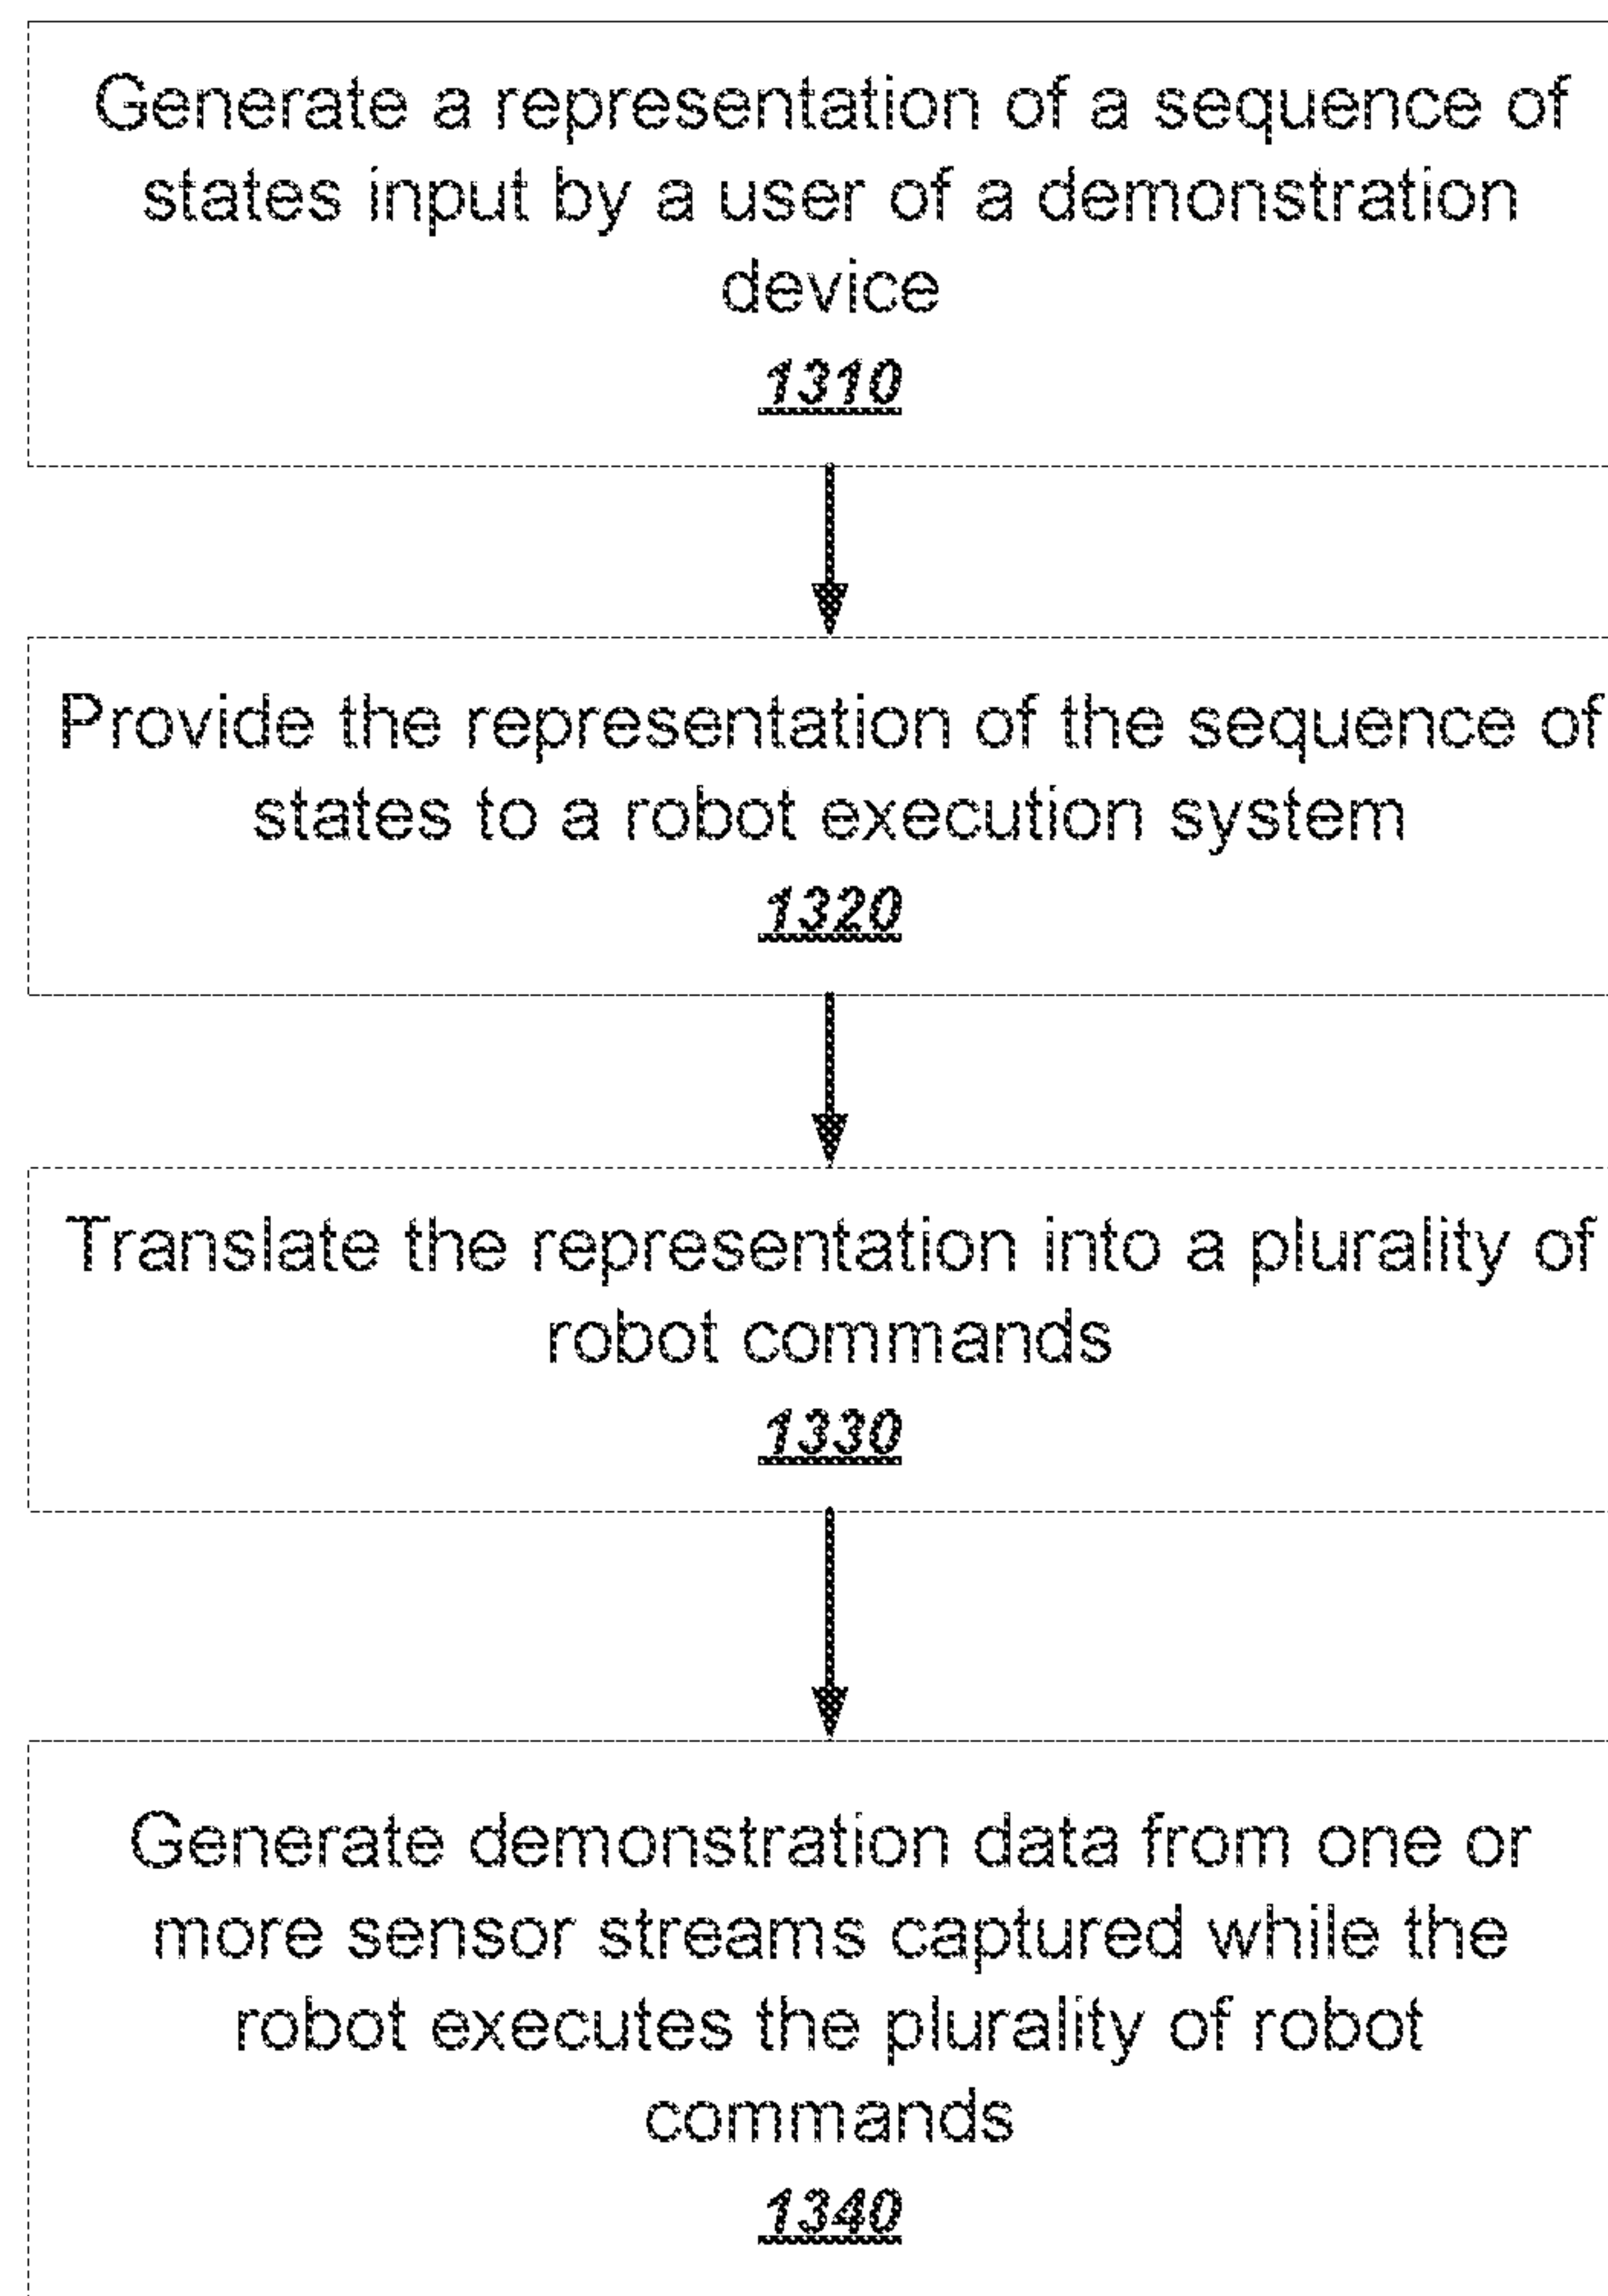 Generate a representation of a sequence of
states input by a user of a demonstration
device
1310
Provide the representation of the sequence of
states to a robot execution system
1320
Translate the representation into a plurality of
robot commands
1330
Generate demonstration data from one or
more sensor streams captured while the
robot executes the plurality of robot
commands
1340